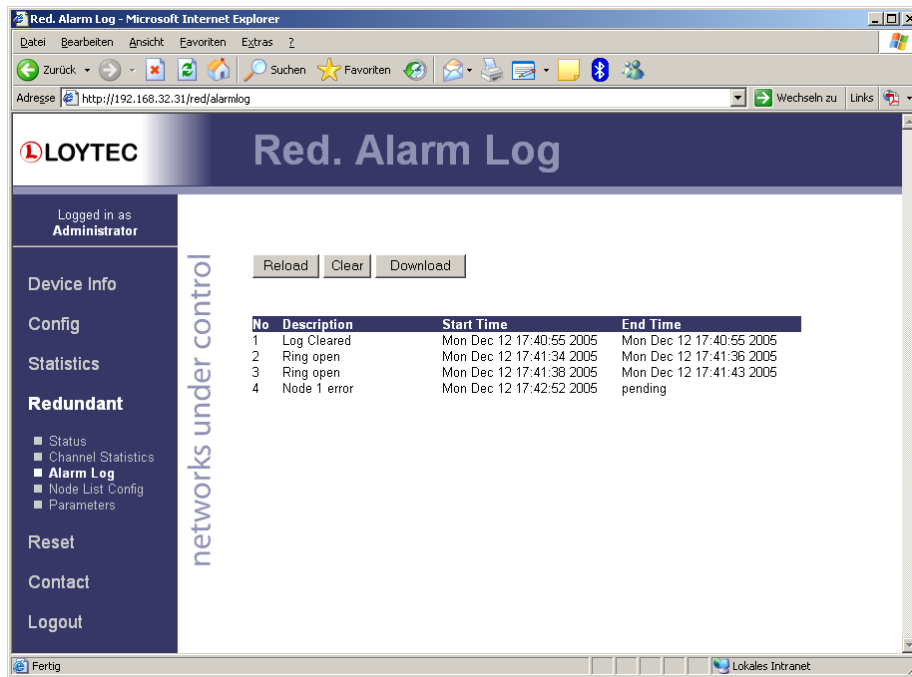 Red. Alarm Log - Microsoft Internet Explorer
Datei Bearbeiten Ansicht Favoriten Extras ?
Zurück Suchen Favoriten
Adresse http://192.168.32.31/red/alarmlog Wechseln zu Links
LOYTEC
Red. Alarm Log
Logged in as
Administrator
Device Info
Config
Statistics
Redundant
Status
Channel Statistics
Alarm Log
Node List Config
Parameters
Reset
Contact
Logout
networks under control
Reload Clear Download
No Description Start Time End Time
1 Log Cleared Mon Dec 12 17:40:55 2005 Mon Dec 12 17:40:55 2005
2 Ring open Mon Dec 12 17:41:34 2005 Mon Dec 12 17:41:36 2005
3 Ring open Mon Dec 12 17:41:38 2005 Mon Dec 12 17:41:43 2005
4 Node 1 error Mon Dec 12 17:42:52 2005 pending
Fertig Lokales Intranet